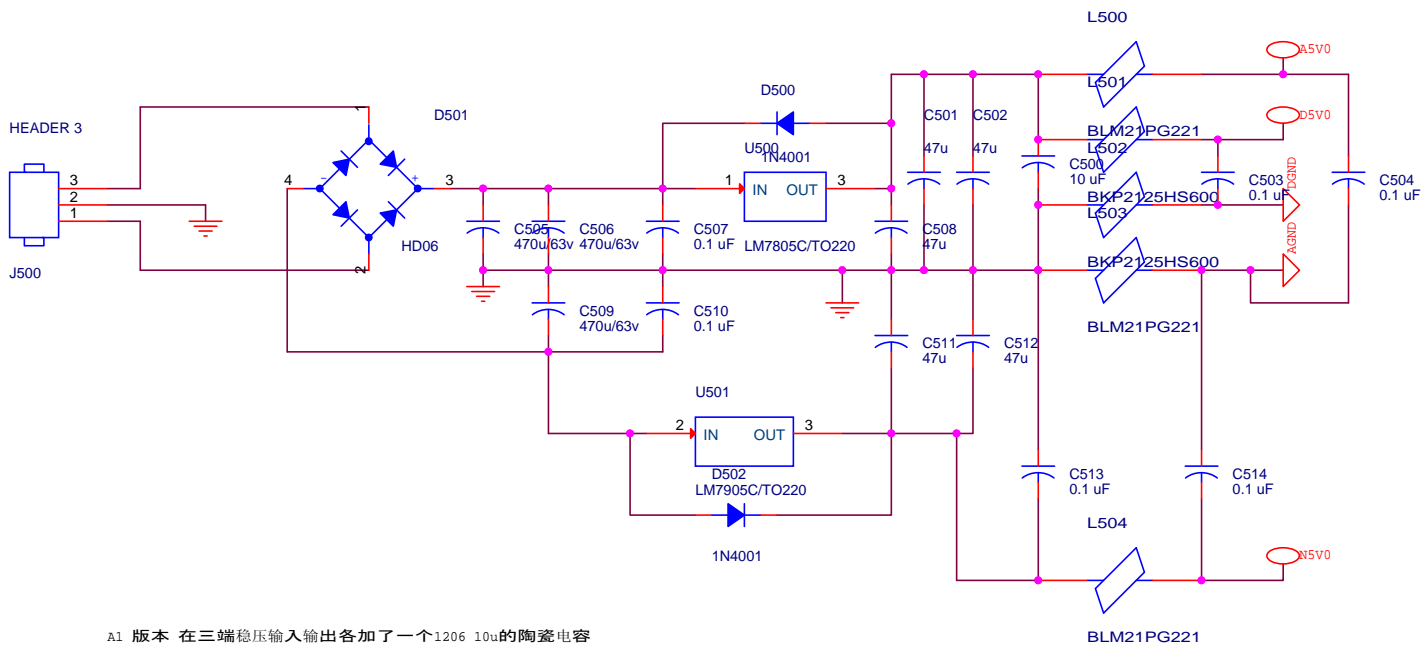 L500
A5V0
D500
L501
HEADER 3
1
D501
C501
C502
D5V0
U500
BLM21PG221
47u
47u
1N4001
L502
C500
10 uF
3
4
3
1
IN
OUT
3
C503
0.1 uF
DGND
C504
0.1 uF
2
BKP2125HS600
1
L503
C505
470u/63v
C506
470u/63v
C507
0.1 uF
C508
47u
HD06
LM7805C/TO220
AGND
BKP2125HS600
J500
2
C509
470u/63v
C510
0.1 uF
BLM21PG221
C511
47u
C512
47u
U501
2
IN
OUT
3
D502
LM7905C/TO220
C513
0.1 uF
C514
0.1 uF
L504
1N4001
N5V0
A1 版本 在三端稳压输入输出各加了一个1206 10u的陶瓷电容
BLM21PG221